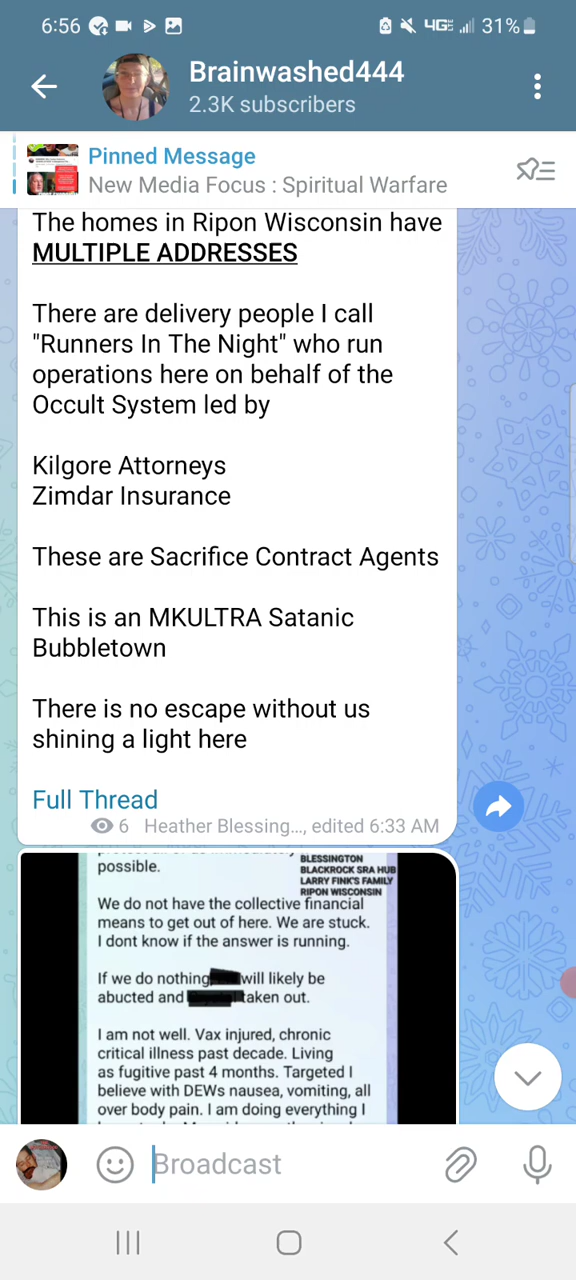 6:56 4GE 31%
Brainwashed444
2.3K subscribers
Pinned Message
New Media Focus : Spiritual Warfare
The homes in Ripon Wisconsin have
MULTIPLE ADDRESSES
There are delivery people I call
"Runners In The Night" who run
operations here on behalf of the
Occult System led by
Kilgore Attorneys
Zimdar Insurance
These are Sacrifice Contract Agents
This is an MKULTRA Satanic
Bubbletown
There is no escape without us
shining a light here
Full Thread
6 Heather Blessing..., edited 6:33 AM
possible.
BLESSINGTON
BLACKROCK SRA HUB
LARRY FINK'S FAMILY
RIPON WISCONSIN
We do not have the collective financial
means to get out of here. We are stuck.
I dont know if the answer is running.
If we do nothing will likely be
abucted and taken out.
I am not well. Vax injured, chronic
critical illness past decade. Living
as fugitive past 4 months. Targeted I
believe with DEWs nausea, vomiting, all
over body pain. I am doing everything I
Broadcast